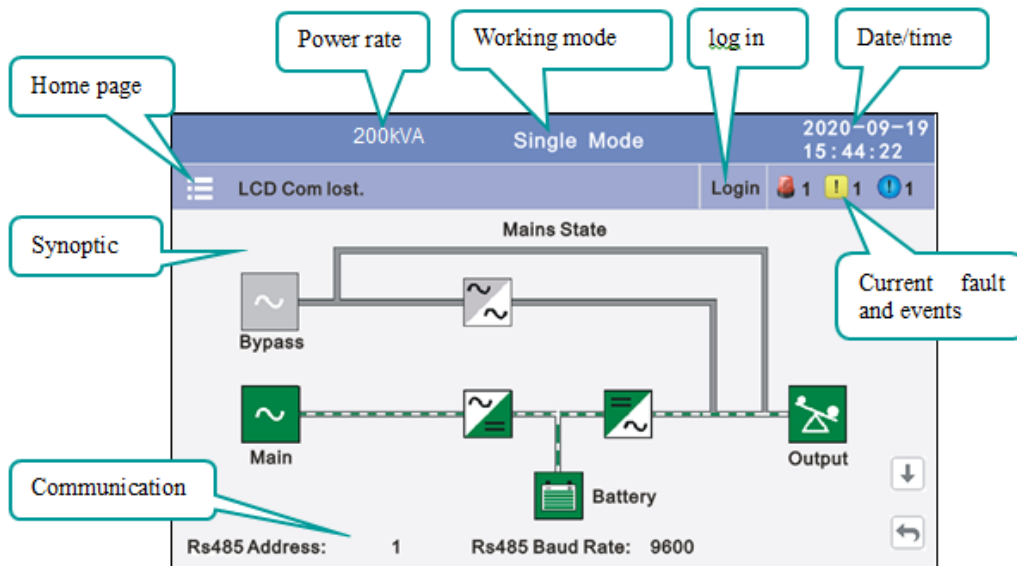 Power rate
Working mode
log in
Date/time
Home page
200kVA
Single Mode
2020-09-19
15:44:22
LCD Com lost.
Login
1
1
1
Synoptic
Mains State
Current fault
and events
Bypass
Main
Output
Communication
Battery
Rs485 Address: 1
Rs485 Baud Rate: 9600